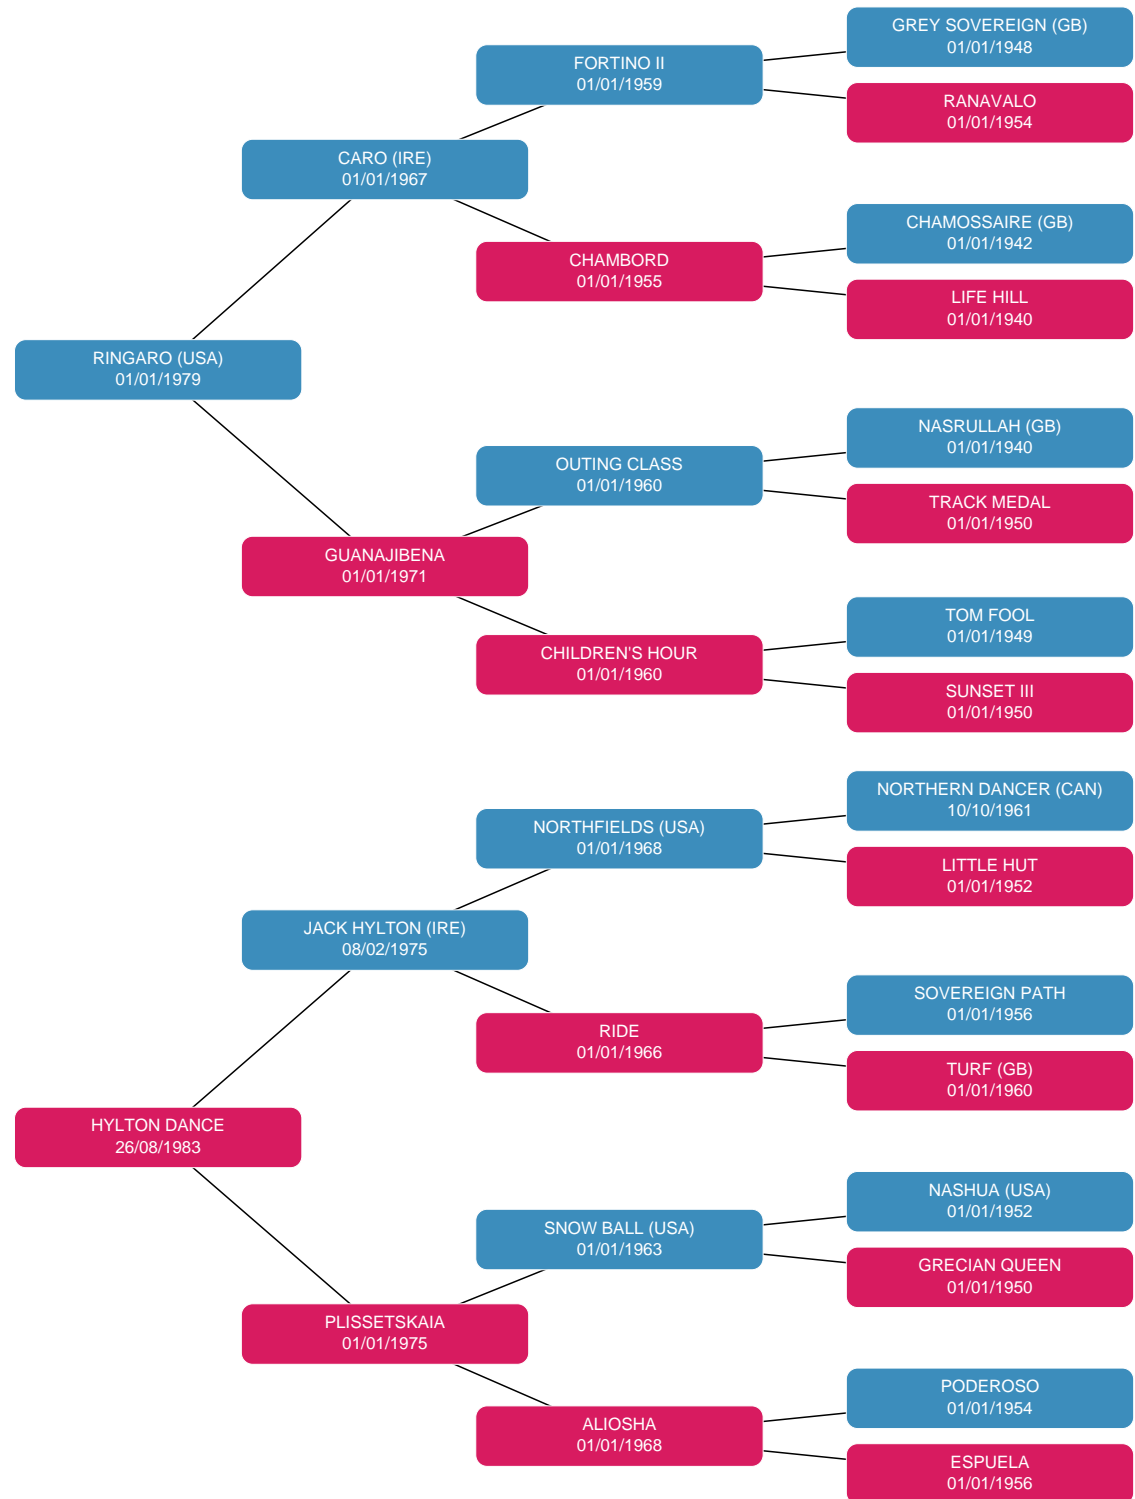 GREY SOVEREIGN (GB)
01/01/1948
FORTINO II
01/01/1959
RANAVALO
01/01/1954
CARO (IRE)
01/01/1967
CHAMOSSAIRE (GB)
01/01/1942
CHAMBORD
01/01/1955
LIFE HILL
01/01/1940
RINGARO (USA)
01/01/1979
NASRULLAH (GB)
01/01/1940
OUTING CLASS
01/01/1960
TRACK MEDAL
01/01/1950
GUANAJIBENA
01/01/1971
TOM FOOL
01/01/1949
CHILDREN'S HOUR
01/01/1960
SUNSET III
01/01/1950
NORTHERN DANCER (CAN)
10/10/1961
NORTHFIELDS (USA)
01/01/1968
LITTLE HUT
01/01/1952
JACK HYLTON (IRE)
08/02/1975
SOVEREIGN PATH
01/01/1956
RIDE
01/01/1966
TURF (GB)
01/01/1960
HYLTON DANCE
26/08/1983
NASHUA (USA)
01/01/1952
SNOW BALL (USA)
01/01/1963
GRECIAN QUEEN
01/01/1950
PLISSETSKAIA
01/01/1975
PODEROSO
01/01/1954
ALIOSHA
01/01/1968
ESPUELA
01/01/1956